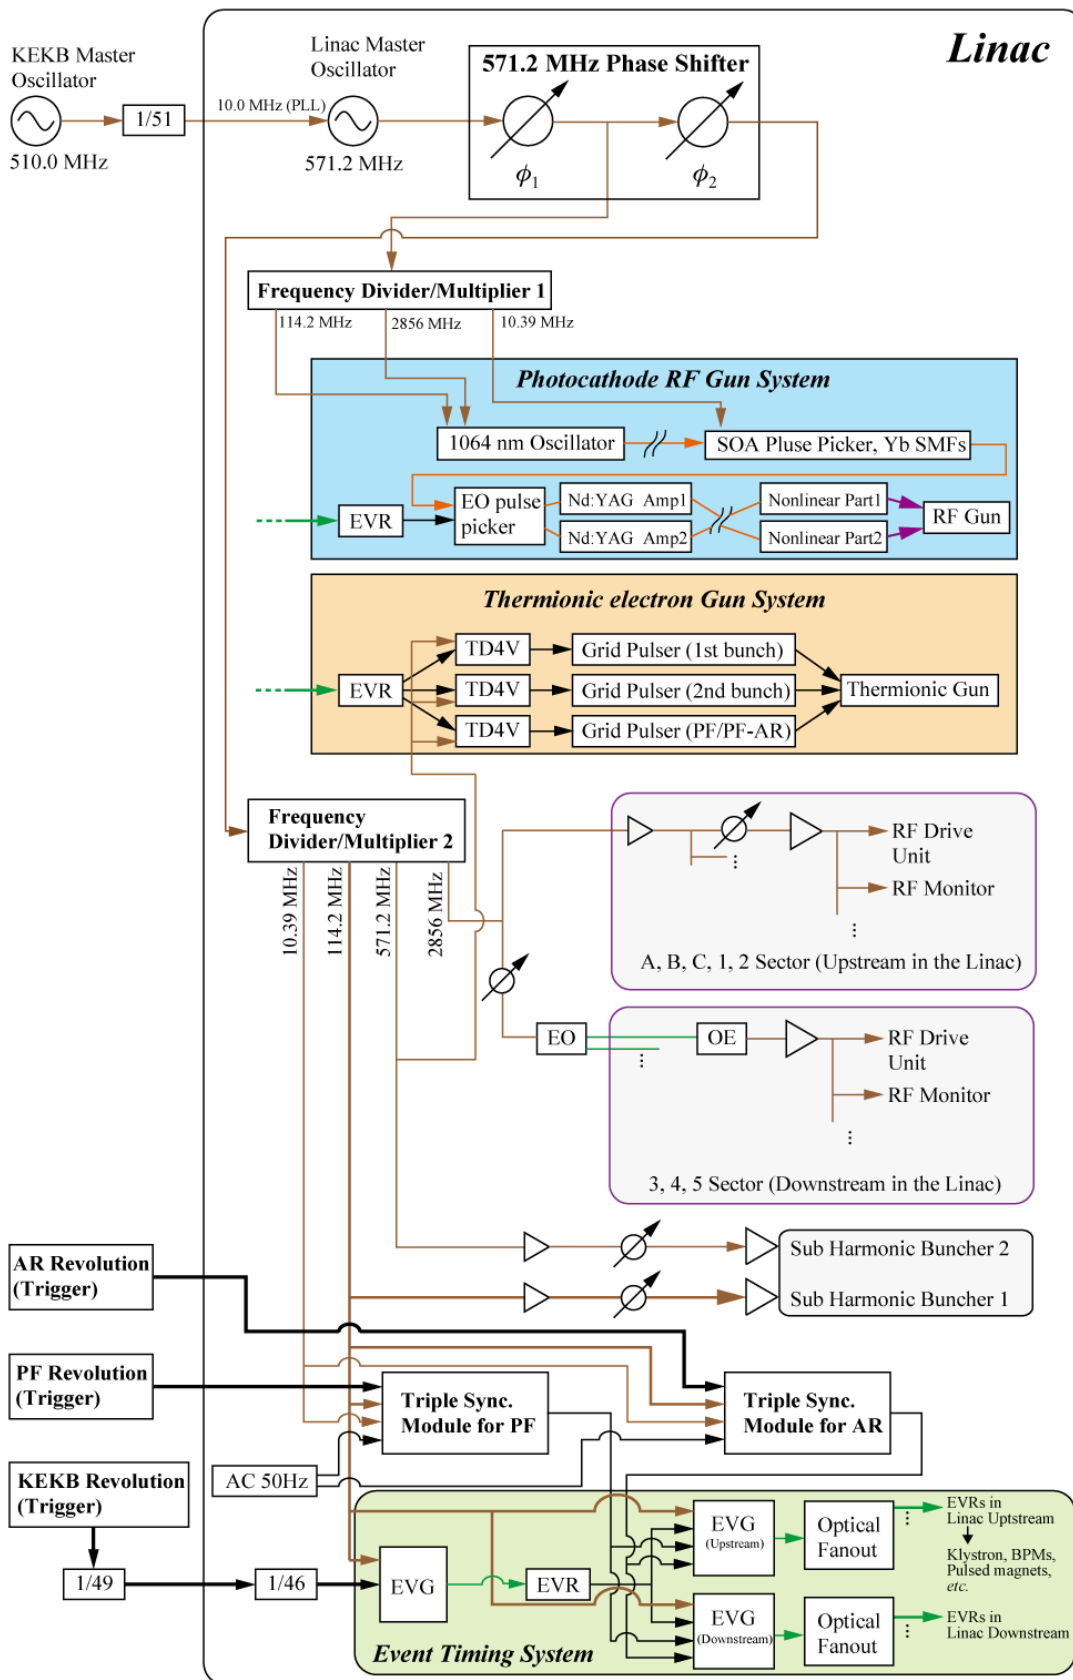 Linac
KEKB Master
Oscillator
510.0 MHz
1/51
10.0 MHz (PLL)
Linac Master
Oscillator
571.2 MHz
571.2 MHz Phase Shifter
ϕ1
ϕ2
Frequency Divider/Multiplier 1
114.2 MHz
2856 MHz
10.39 MHz
Photocathode RF Gun System
1064 nm Oscillator
SOA Pluse Picker, Yb SMFs
EVR
EO pulse
picker
Nd:YAG Amp1
Nd:YAG Amp2
Nonlinear Part1
Nonlinear Part2
RF Gun
Thermionic electron Gun System
EVR
TD4V
TD4V
TD4V
Grid Pulser (1st bunch)
Grid Pulser (2nd bunch)
Grid Pulser (PF/PF-AR)
Thermionic Gun
Frequency
Divider/Multiplier 2
10.39 MHz
114.2 MHz
571.2 MHz
2856 MHz
RF Drive
Unit
RF Monitor
A, B, C, 1, 2 Sector (Upstream in the Linac)
EO
OE
RF Drive
Unit
RF Monitor
3, 4, 5 Sector (Downstream in the Linac)
Sub Harmonic Buncher 2
Sub Harmonic Buncher 1
AR Revolution
(Trigger)
PF Revolution
(Trigger)
Triple Sync.
Module for PF
Triple Sync.
Module for AR
AC 50Hz
KEKB Revolution
(Trigger)
1/49
1/46
EVG
EVR
EVG
(Upstream)
Optical
Fanout
EVRs in
Linac Uptstream
Klystron, BPMs,
Pulsed magnets,
etc.
EVG
(Downstream)
Optical
Fanout
EVRs in
Linac Downstream
Event Timing System